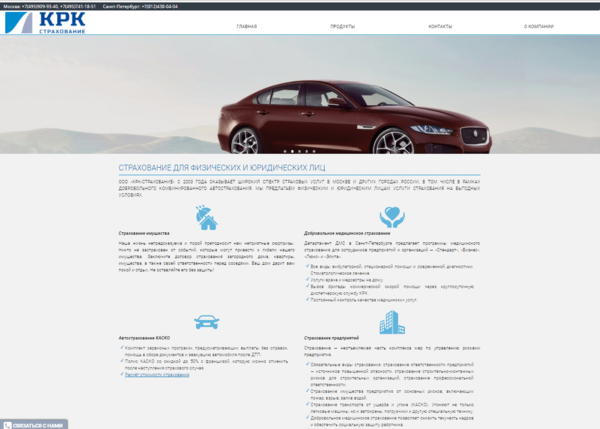 Москва: +7(495)909-93-40, +7(495)741-18-51 Санкт-Петербург: +7(812)438-04-04
КРК
СТРАХОВАНИЕ
ГЛАВНАЯ ПРОДУКТЫ КОНТАКТЫ О КОМПАНИИ
СТРАХОВАНИЕ ДЛЯ ФИЗИЧЕСКИХ И ЮРИДИЧЕСКИХ ЛИЦ
ООО «КРК-СТРАХОВАНИЕ» С 2003 ГОДА ОКАЗЫВАЕТ ШИРОКИЙ СПЕКТР СТРАХОВЫХ УСЛУГ В МОСКВЕ И ДРУГИХ ГОРОДАХ РОССИИ, В ТОМ ЧИСЛЕ В РАМКАХ
ДОБРОВОЛЬНОГО КОМБИНИРОВАННОГО АВТОСТРАХОВАНИЯ. МЫ ПРЕДЛАГАЕМ ФИЗИЧЕСКИМ И ЮРИДИЧЕСКИМ ЛИЦАМ УСЛУГИ СТРАХОВАНИЯ НА ВЫГОДНЫХ
УСЛОВИЯХ.
Страхование имущества
Наша жизнь непредсказуема и порой преподносит нам неприятные сюрпризы.
Никто не застрахован от событий, которые могут привести к гибели нашего
имущества. Заключите договор страхования загородного дома, квартиры,
имущества, а также своей ответственности перед соседями. Ваш дом дарит вам
покой и отдых. Не оставляйте его без защиты!
Добровольное медицинское страхование
Департамент ДМС в Санкт-Петербурге предлагает программы медицинского
страхования для сотрудников предприятий и организаций — «Стандарт», «Бизнес»,
«Люкс» и «Элита».
Все виды амбулаторной, стационарной помощи и современной диагностики.
Стоматологическое лечение.
Услуги врача и медсестры на дому.
Вызов бригады коммерческой скорой помощи через круглосуточную
диспетчерскую службу КРК.
Постоянный контроль качества медицинских услуг.
Автострахование КАСКО
Комплект сервисных программ, предусматривающих выплаты без справок,
помощь в сборе документов и эвакуацию автомобиля после ДТП.
Полис КАСКО со скидкой до 50% с франшизой, которую можно отменить
после наступления страхового случая.
Расчёт стоимости страхования
Страхование предприятий
Страхование — неотъемлемая часть комплекса мер по управлению рисками
предприятия.
Обязательные виды страхования: страхование ответственности предприятий
— источников повышенной опасности, страхование строительно-монтажных
рисков для строительных организаций, страхование профессиональной
ответственности.
Страхование имущества предприятия от основных рисков, включающих
пожар, взрыв, залив водой.
Страхование транспорта от ущерба и угона (КАСКО). Причем не только
легковые машины, но и автокраны, погрузчики и другую специальную технику.
Добровольное медицинское страхование позволяет снизить текучесть кадров
и обеспечить социальную защиту работника.
СВЯЗАТЬСЯ С НАМИ